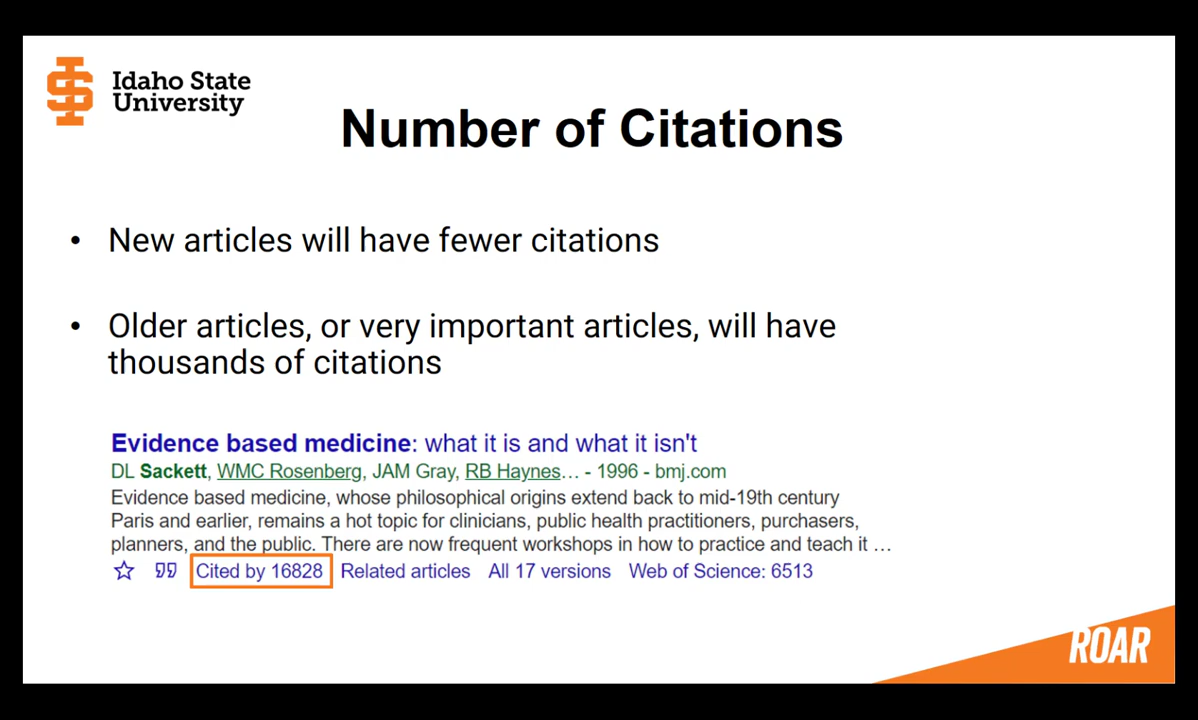 Idaho State
University
Number of Citations
• New articles will have fewer citations
• Older articles, or very important articles, will have
thousands of citations
Evidence based medicine: what it is and what it isn't
DL Sackett, WMC Rosenberg, JAM Gray, RB Haynes… - 1996 - bmj.com
Evidence based medicine, whose philosophical origins extend back to mid-19th century
Paris and earlier, remains a hot topic for clinicians, public health practitioners, purchasers,
planners, and the public. There are now frequent workshops in how to practice and teach it …
Cited by 16828 Related articles All 17 versions Web of Science: 6513
ROAR